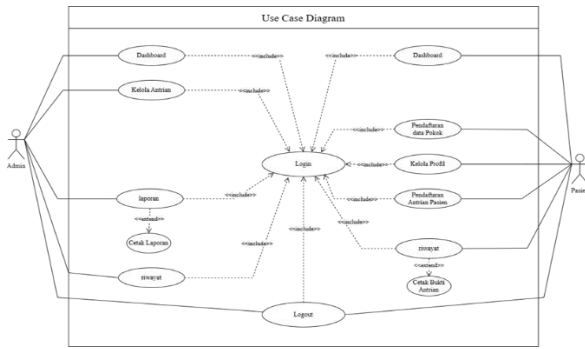 Use Case Diagram
Dashboard
<<include>>
<<include>>
Dashboard
Kelola Antrian
<<include>>
<<include>>
Pendaftaran
data Pokok
Admin
Login
<<include>>
Kelola Profil
Pasien
laporan
<<include>>
<<include>>
Pendaftaran
Antrian Pasien
<<extend>>
Cetak Laporan
<<include>>
<<include>>
<<include>>
riwayat
<<extend>>
riwayat
Cetak Bukti
Antrian
Logout